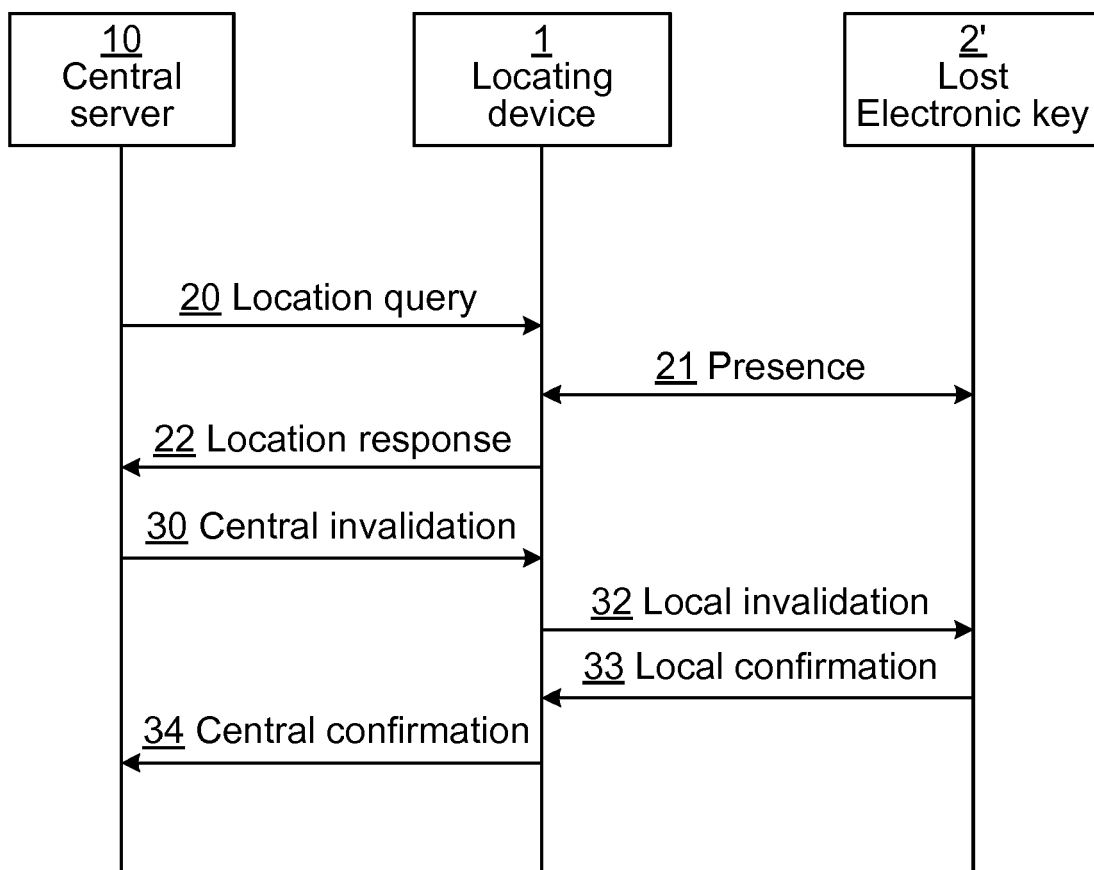 10
Central
server
1
Locating
device
2'
Lost
Electronic key
20 Location query
21 Presence
22 Location response
30 Central invalidation
32 Local invalidation
33 Local confirmation
34 Central confirmation